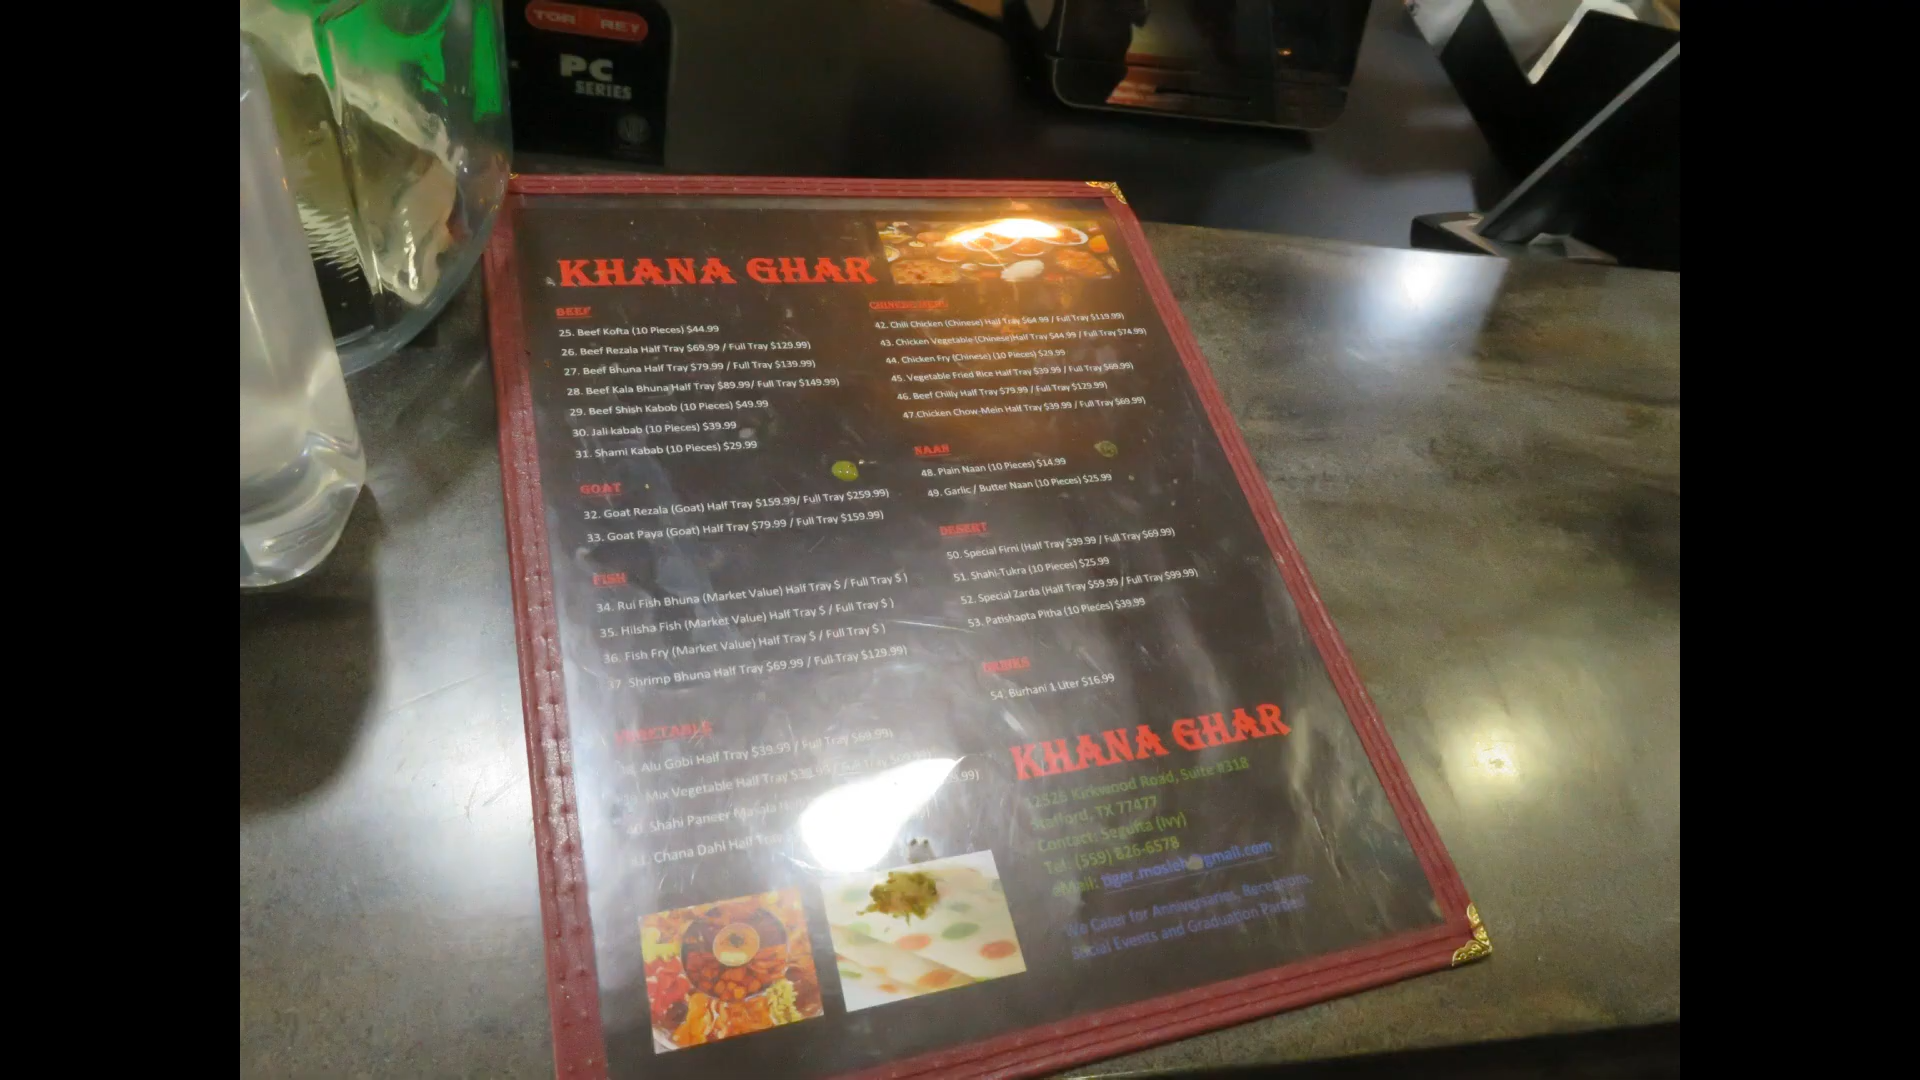 TOR REY
PC
SERIES
KHANA GHAR
BEEF
25. Beef Kofta (10 Pieces) $44.99
26. Beef Rezala Half Tray $69.99 / Full Tray $129.99)
27. Beef Bhuna Half Tray $79.99 / Full Tray $139.99)
28. Beef Kala Bhuna Half Tray $89.99/ Full Tray $149.99)
29. Beef Shish Kabob (10 Pieces) $49.99
30. Jali kabab (10 Pieces) $39.99
31. Shami Kabab (10 Pieces) $29.99
GOAT
32. Goat Rezala (Goat) Half Tray $159.99/ Full Tray $259.99)
33. Goat Paya (Goat) Half Tray $79.99 / Full Tray $159.99)
FISH
34. Rui Fish Bhuna (Market Value) Half Tray $ / Full Tray $ )
35. Hilsha Fish (Market Value) Half Tray $ / Full Tray $ )
36. Fish Fry (Market Value) Half Tray $ / Full Tray $ )
37 Shrimp Bhuna Half Tray $69.99 / Full Tray $129.99)
VEGETABLE
Alu Gobi Half Tray $39.99 / Full Tray $69.99)
Mix Vegetable Half Tray $39.99 / Full Tray
40. Shahi Paneer Masala
41. Chana Dahi Half Tray
CHINESE MENU
42. Chili Chicken (Chinese) Half Tray $64.99 / Full Tray $119.99)
43. Chicken Vegetable (Chinese)Half Tray $44.99 / Full Tray $74.99)
44. Chicken Fry (Chinese) (10 Pieces) $29.99
45. Vegetable Fried Rice Half Tray $39.99 / Full Tray $69.99)
46. Beef Chilly Half Tray $79.99 / Full Tray $129.99)
47.Chicken Chow-Mein Half Tray $39.99 / Full Tray $69.99)
NAAN
48. Plain Naan (10 Pieces) $14.99
49. Garlic / Butter Naan (10 Pieces) $25.99
DESERT
50. Special Firni (Half Tray $39.99 / Full Tray $69.99)
51. Shahi-Tukra (10 Pieces) $25.99
52. Special Zarda (Half Tray $59.99 / Full Tray $99.99)
53. Patishapta Pitha (10 Pieces) $39.99
DRINKS
54. Burhani 1 Liter $16.99
KHANA GHAR
12525 Kirkwood Road, Suite #318
Stafford, TX 77477
Contact: Segufta (Ivy)
Tel: (559) 826-6578
eMail: tiger.mosleh@gmail.com
We Cater for Anniversaries, Receptions,
Social Events and Graduation Parties!